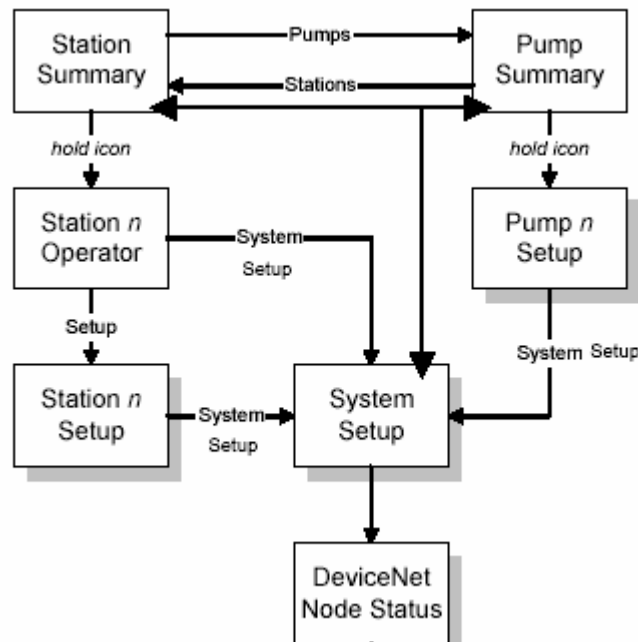 Station
Summary
Pumps
Pump
Summary
Stations
hold icon
hold icon
Station n
Operator
System
Setup
Pump n
Setup
Setup
System Setup
Station n
Setup
System
Setup
System
Setup
DeviceNet
Node Status